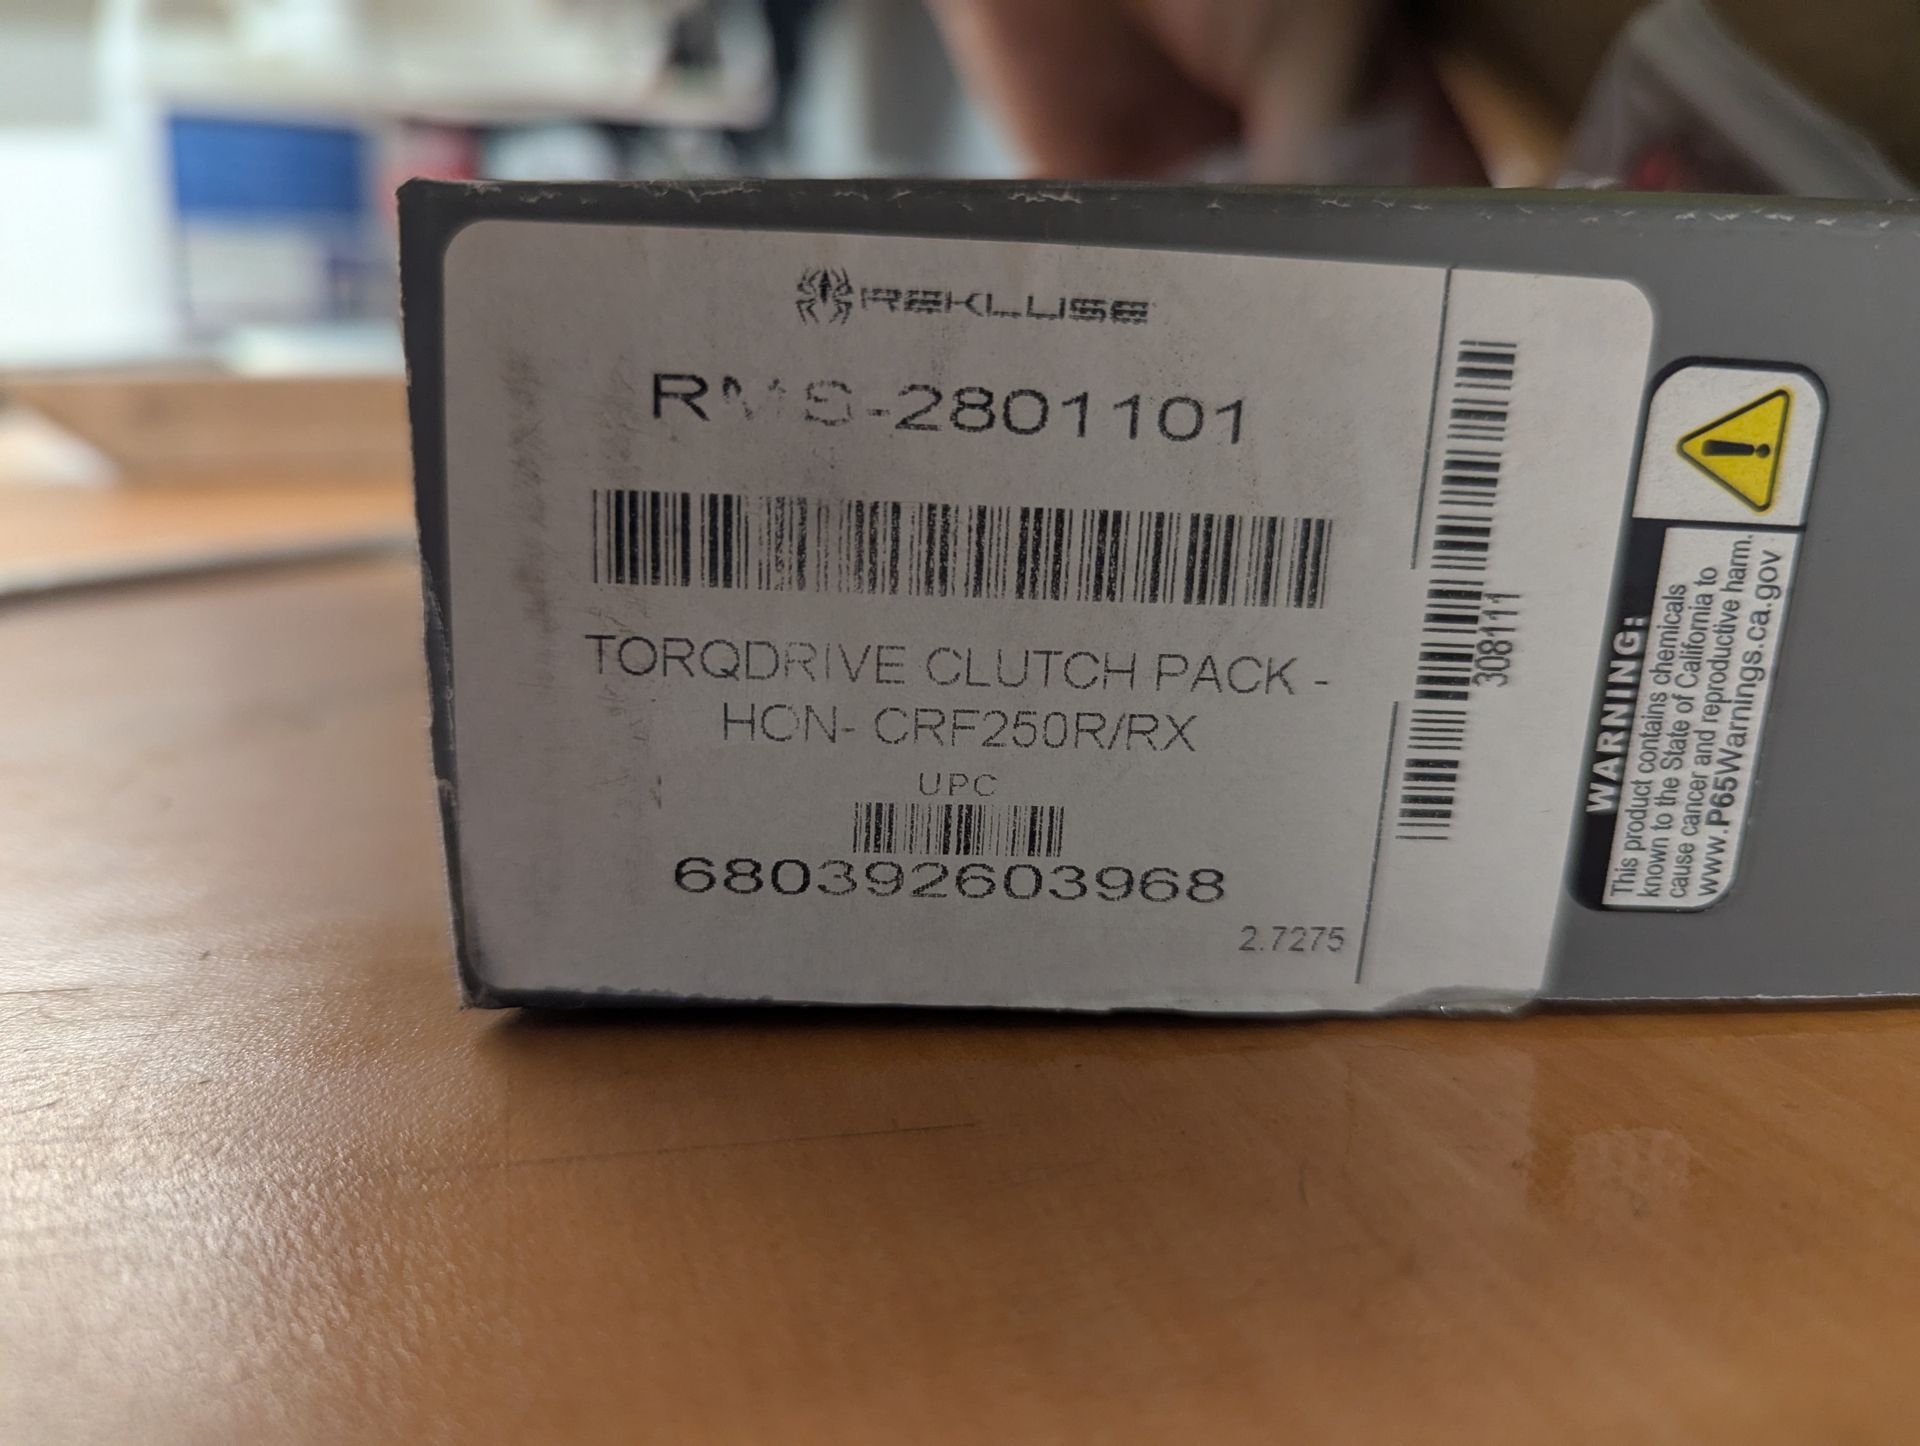 REKLUSE
RMS-2801101
TORQDRIVE CLUTCH PACK -
HON- CRF250R/RX
UPC
680392603968
2.7275
308111
WARNING:
This product contains chemicals
known to the State of California to
cause cancer and reproductive harm.
www.P65Warnings.ca.gov